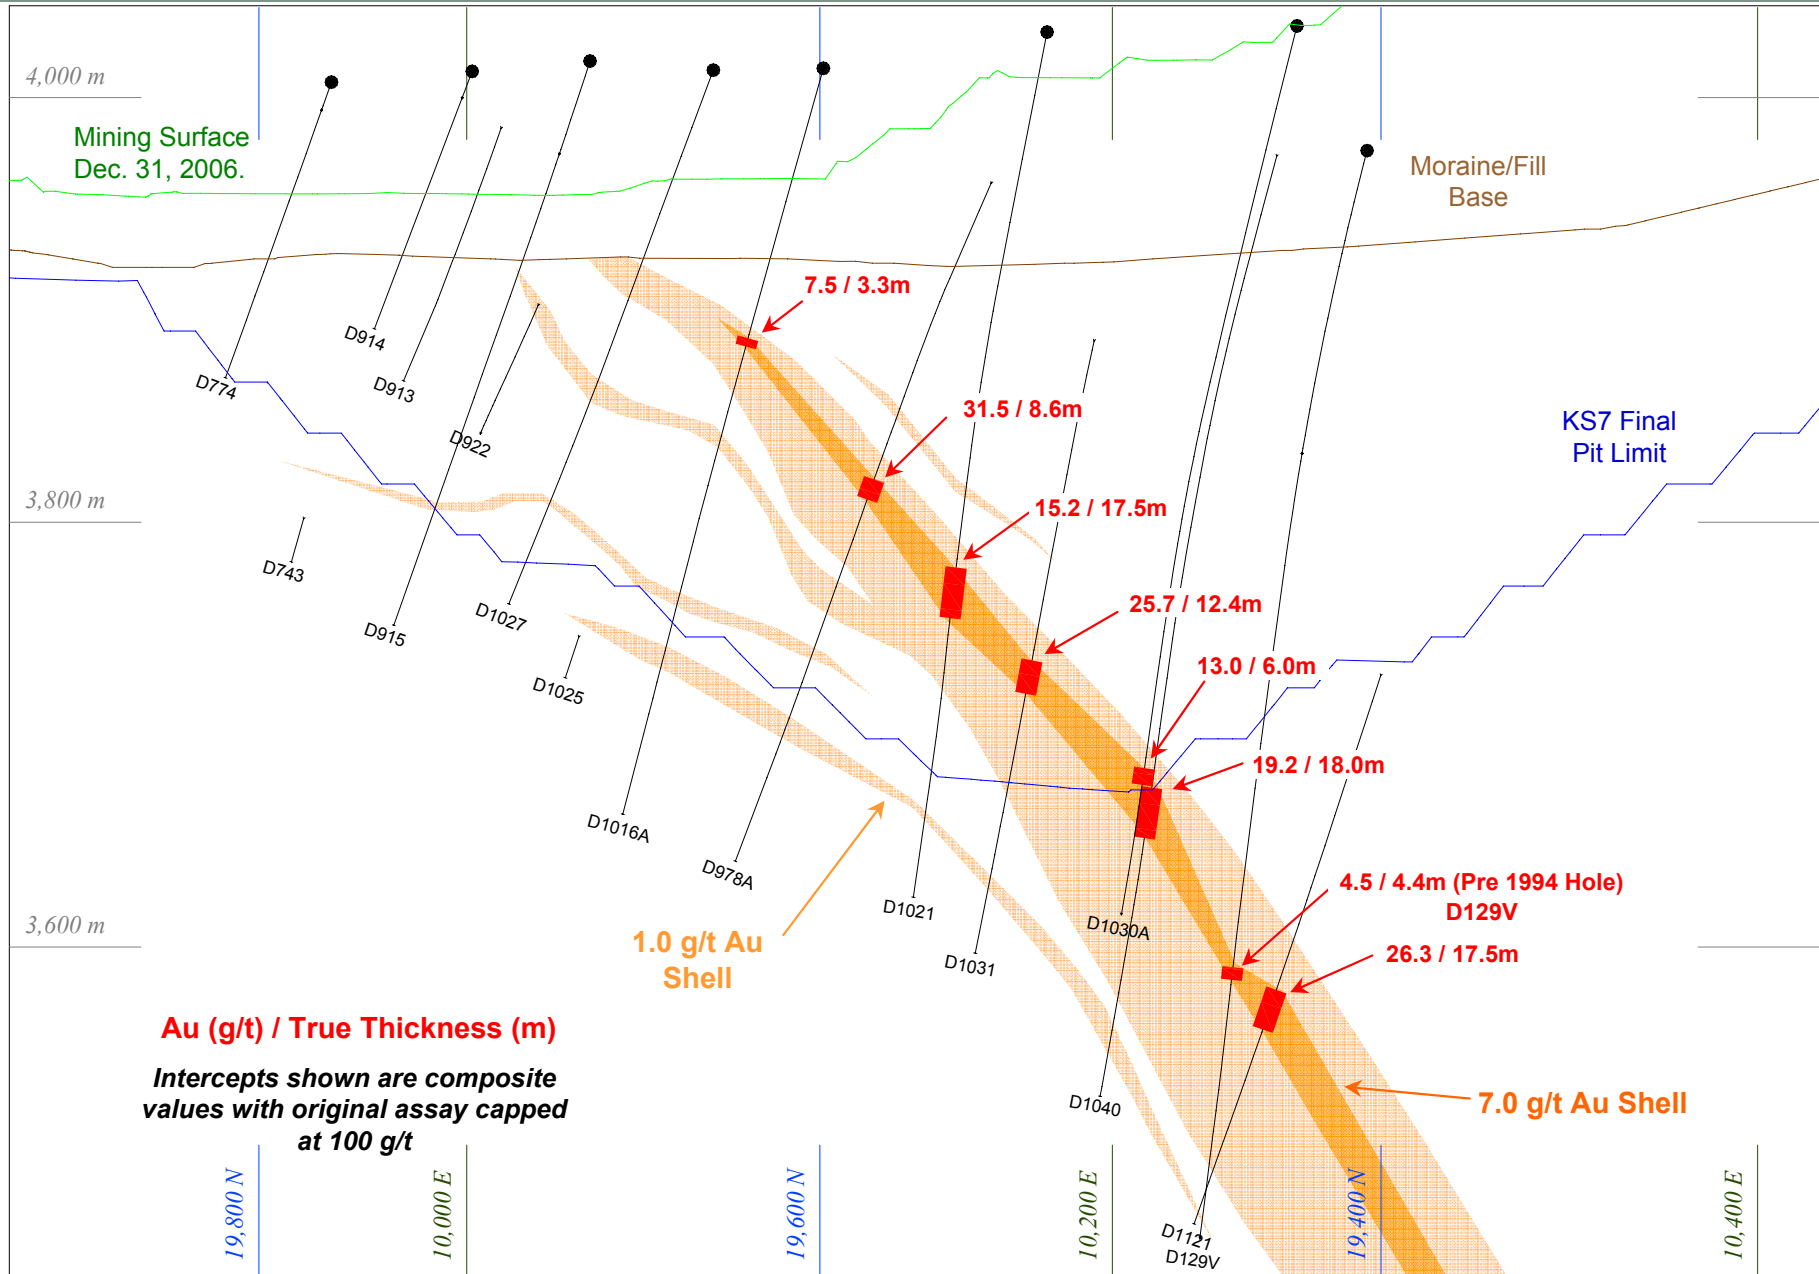 4,000 m
Mining Surface
Dec. 31, 2006.
Moraine/Fill
Base
7.5 / 3.3m
D914
D774
D913
31.5 / 8.6m
KS7 Final
Pit Limit
D922
3,800 m
15.2 / 17.5m
D743
25.7 / 12.4m
D1027
D915
13.0 / 6.0m
D1025
19.2 / 18.0m
D1016A
D978A
4.5 / 4.4m (Pre 1994 Hole)
D129V
D1021
3,600 m
D1030A
1.0 g/t Au
Shell
26.3 / 17.5m
D1031
Au (g/t) / True Thickness (m)
Intercepts shown are composite
values with original assay capped
at 100 g/t
D1040
7.0 g/t Au Shell
19,800 N
10,000 E
19,600 N
10,200 E
19,400 N
10,400 E
D1121
D129V